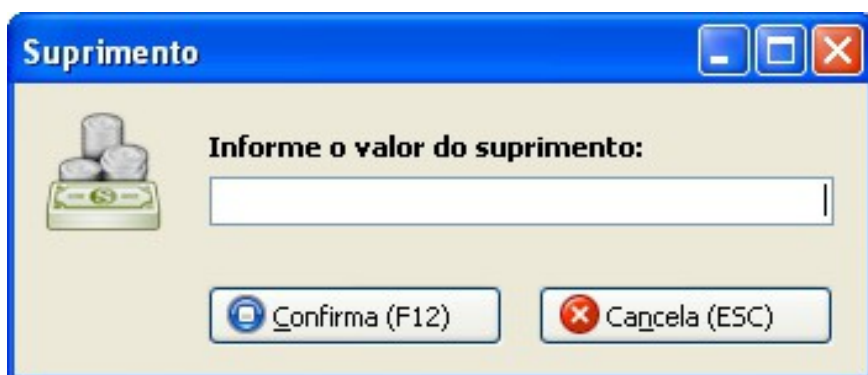 Suprimento
Informe o valor do suprimento:
Confirma (F12)
Cancela (ESC)